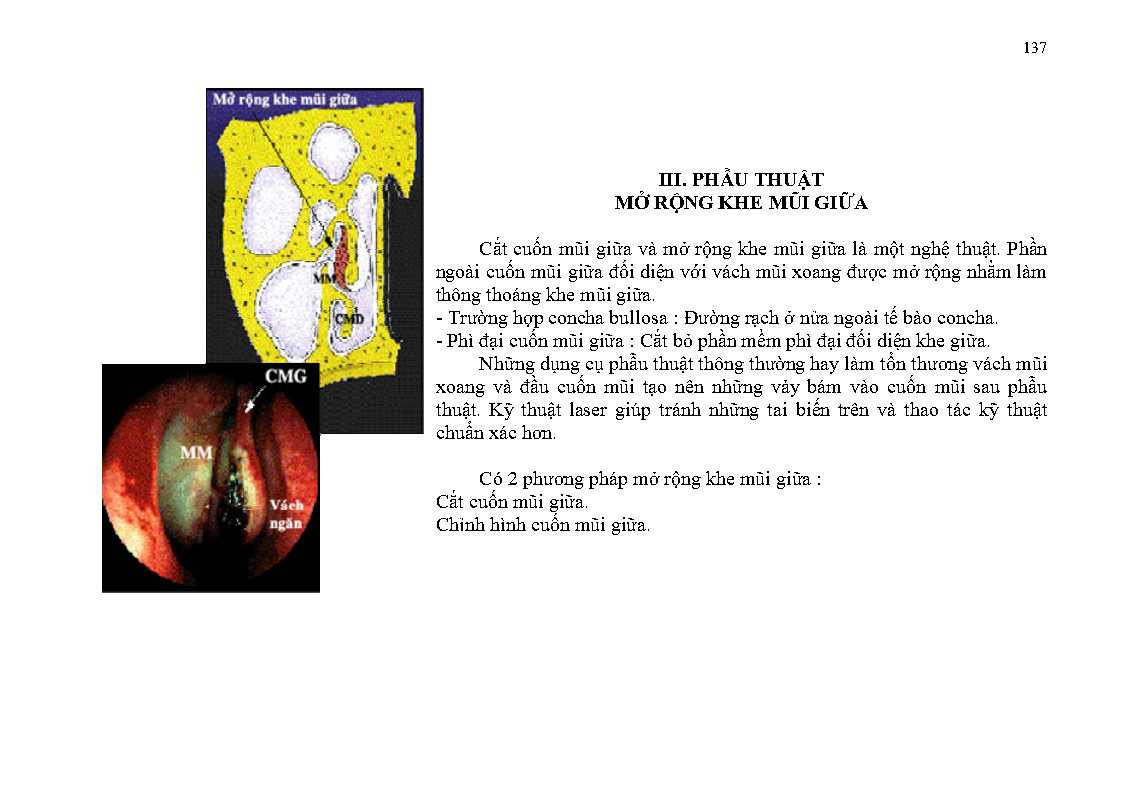 137
Mở rộng khe mũi giữa
MM
CMD
CMG
MM
Vách
ngăn
III. PHẪU THUẬT
MỞ RỘNG KHE MŨI GIỮA
Cắt cuốn mũi giữa và mở rộng khe mũi giữa là một nghệ thuật. Phần
ngoài cuốn mũi giữa đối diện với vách mũi xoang được mở rộng nhằm làm
thông thoáng khe mũi giữa.
- Trường hợp concha bullosa : Đường rạch ở nửa ngoài tế bào concha.
- Phì đại cuốn mũi giữa : Cắt bỏ phần mềm phì đại đối diện khe giữa.
Những dụng cụ phẫu thuật thông thường hay làm tổn thương vách mũi
xoang và đầu cuốn mũi tạo nên những vảy bám vào cuốn mũi sau phẫu
thuật. Kỹ thuật laser giúp tránh những tai biến trên và thao tác kỹ thuật
chuẩn xác hơn.
Có 2 phương pháp mở rộng khe mũi giữa :
Cắt cuốn mũi giữa.
Chỉnh hình cuốn mũi giữa.